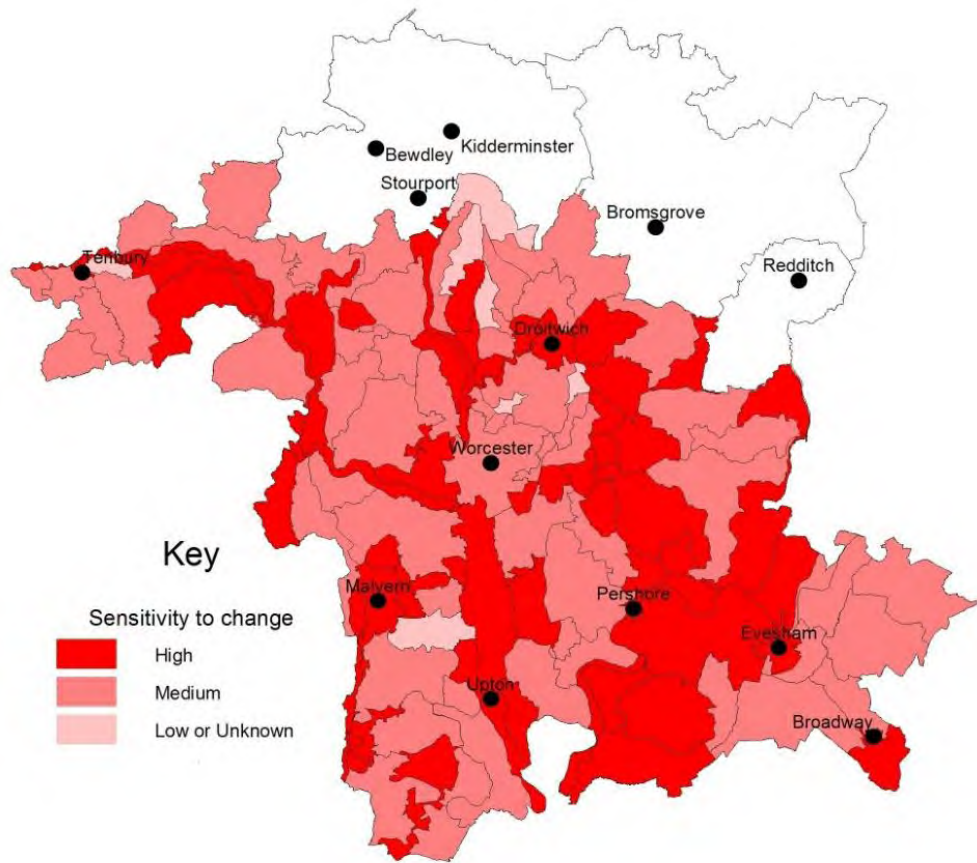 Kidderminster
Bewdley
Stourport
Bromsgrove
Tenbury
Redditch
Droitwich
Worcester
Key
Malvern
Pershore
Sensitivity to change
Evesham
High
Medium
Upton
Low or Unknown
Broadway